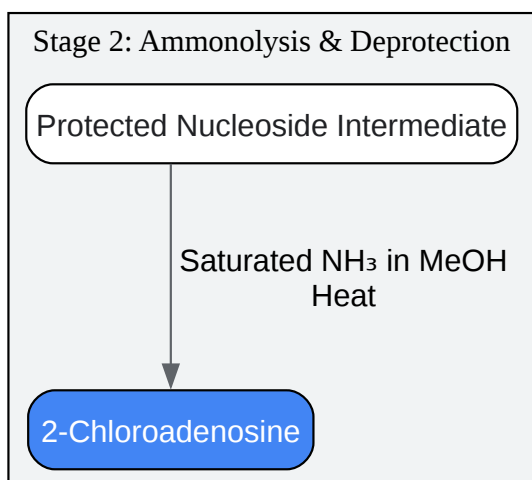 Stage 2: Ammonolysis & Deprotection
Protected Nucleoside Intermediate
Saturated NH₃ in MeOH
Heat
2-Chloroadenosine